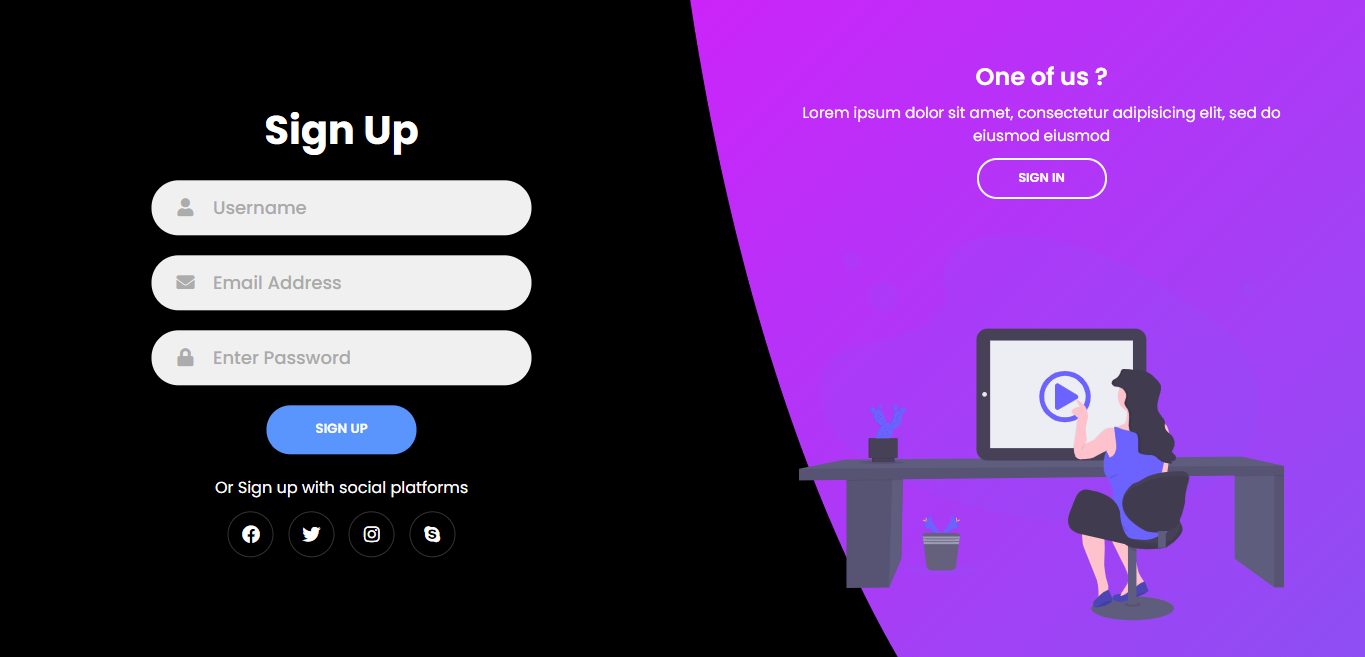 Sign Up
Username
Email Address
Enter Password
SIGN UP
Or Sign up with social platforms
One of us ?
Lorem ipsum dolor sit amet, consectetur adipisicing elit, sed do
eiusmod eiusmod
SIGN IN